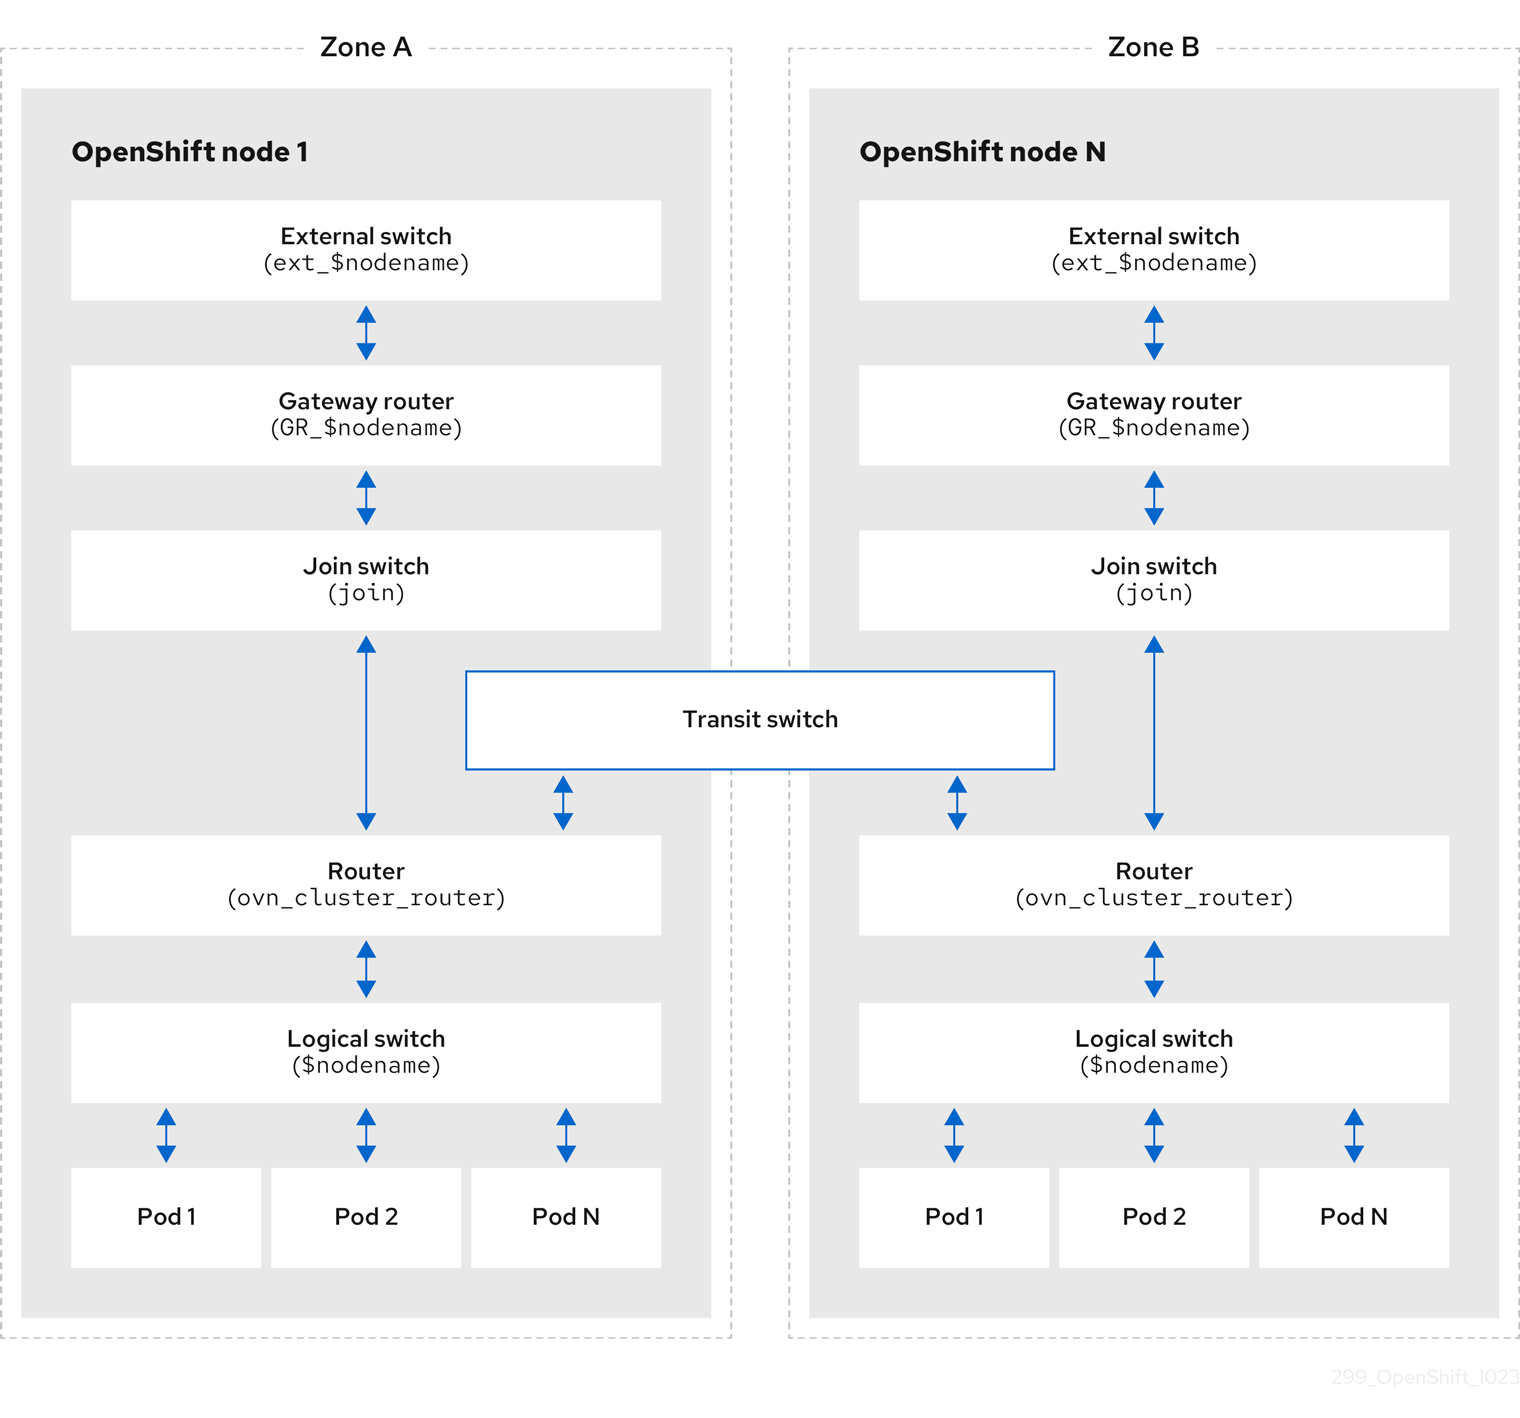 Zone A
OpenShift node 1
External switch
(ext_$nodename)
Gateway router
(GR_$nodename)
Join switch
(join)
Transit switch
Router
(ovn_cluster_router)
Logical switch
($nodename)
Pod 1
Pod 2
Pod N
Zone B
OpenShift node N
External switch
(ext_$nodename)
Gateway router
(GR_$nodename)
Join switch
(join)
Router
(ovn_cluster_router)
Logical switch
($nodename)
Pod 1
Pod 2
Pod N
299_OpenShift_1023